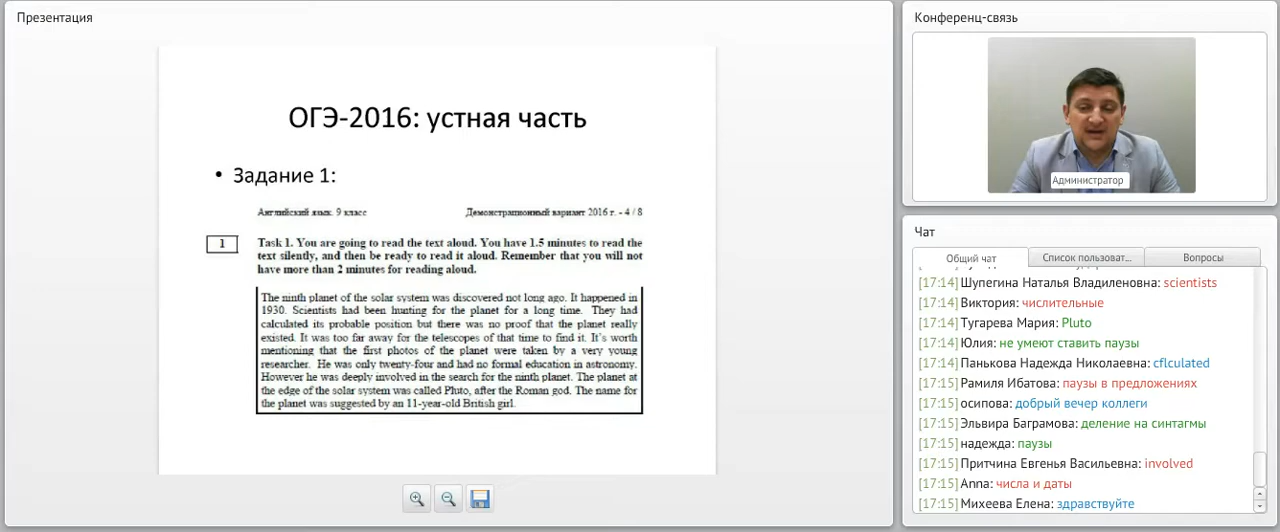 Презентация
ОГЭ-2016: устная часть
• Задание 1:
Английский язык. 9 класс
Демонстрационный вариант 2016 г. - 4 / 8
1
Task 1. You are going to read the text aloud. You have 1.5 minutes to read the
text silently, and then be ready to read it aloud. Remember that you will not
have more than 2 minutes for reading aloud.
The ninth planet of the solar system was discovered not long ago. It happened in
1930. Scientists had been hunting for the planet for a long time. They had
calculated its probable position but there was no proof that the planet really
existed. It was too far away for the telescopes of that time to find it. It's worth
mentioning that the first photos of the planet were taken by a very young
researcher. He was only twenty-four and had no formal education in astronomy.
However he was deeply involved in the search for the ninth planet. The planet at
the edge of the solar system was called Pluto, after the Roman god. The name for
the planet was suggested by an 11-year-old British girl.
Конференц-связь
Администратор
Чат
Общий чат
Список пользоват...
Вопросы
[17:14] Шупегина Наталья Владиленовна: scientists
[17:14] Виктория: числительные
[17:14] Тугарева Мария: Pluto
[17:14] Юлия: не умеют ставить паузы
[17:14] Панькова Надежда Николаевна: cflculated
[17:15] Рамиля Ибатова: паузы в предложениях
[17:15] осипова: добрый вечер коллеги
[17:15] Эльвира Баграмова: деление на синтагмы
[17:15] надежда: паузы
[17:15] Притчина Евгенья Васильевна: involved
[17:15] Anna: числа и даты
[17:15] Михеева Елена: здравствуйте